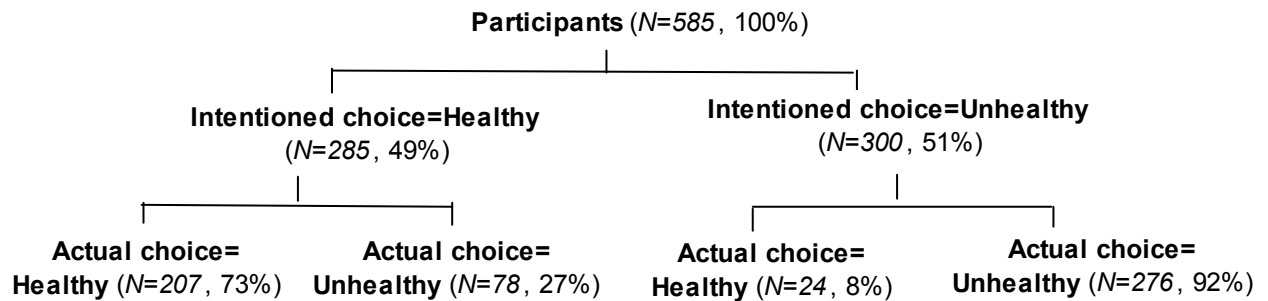 Participants (N=585, 100%)
Intentioned choice=Healthy
(N=285, 49%)
Intentioned choice=Unhealthy
(N=300, 51%)
Actual choice=
Healthy (N=207, 73%)
Actual choice=
Unhealthy (N=78, 27%)
Actual choice=
Healthy (N=24, 8%)
Actual choice=
Unhealthy (N=276, 92%)